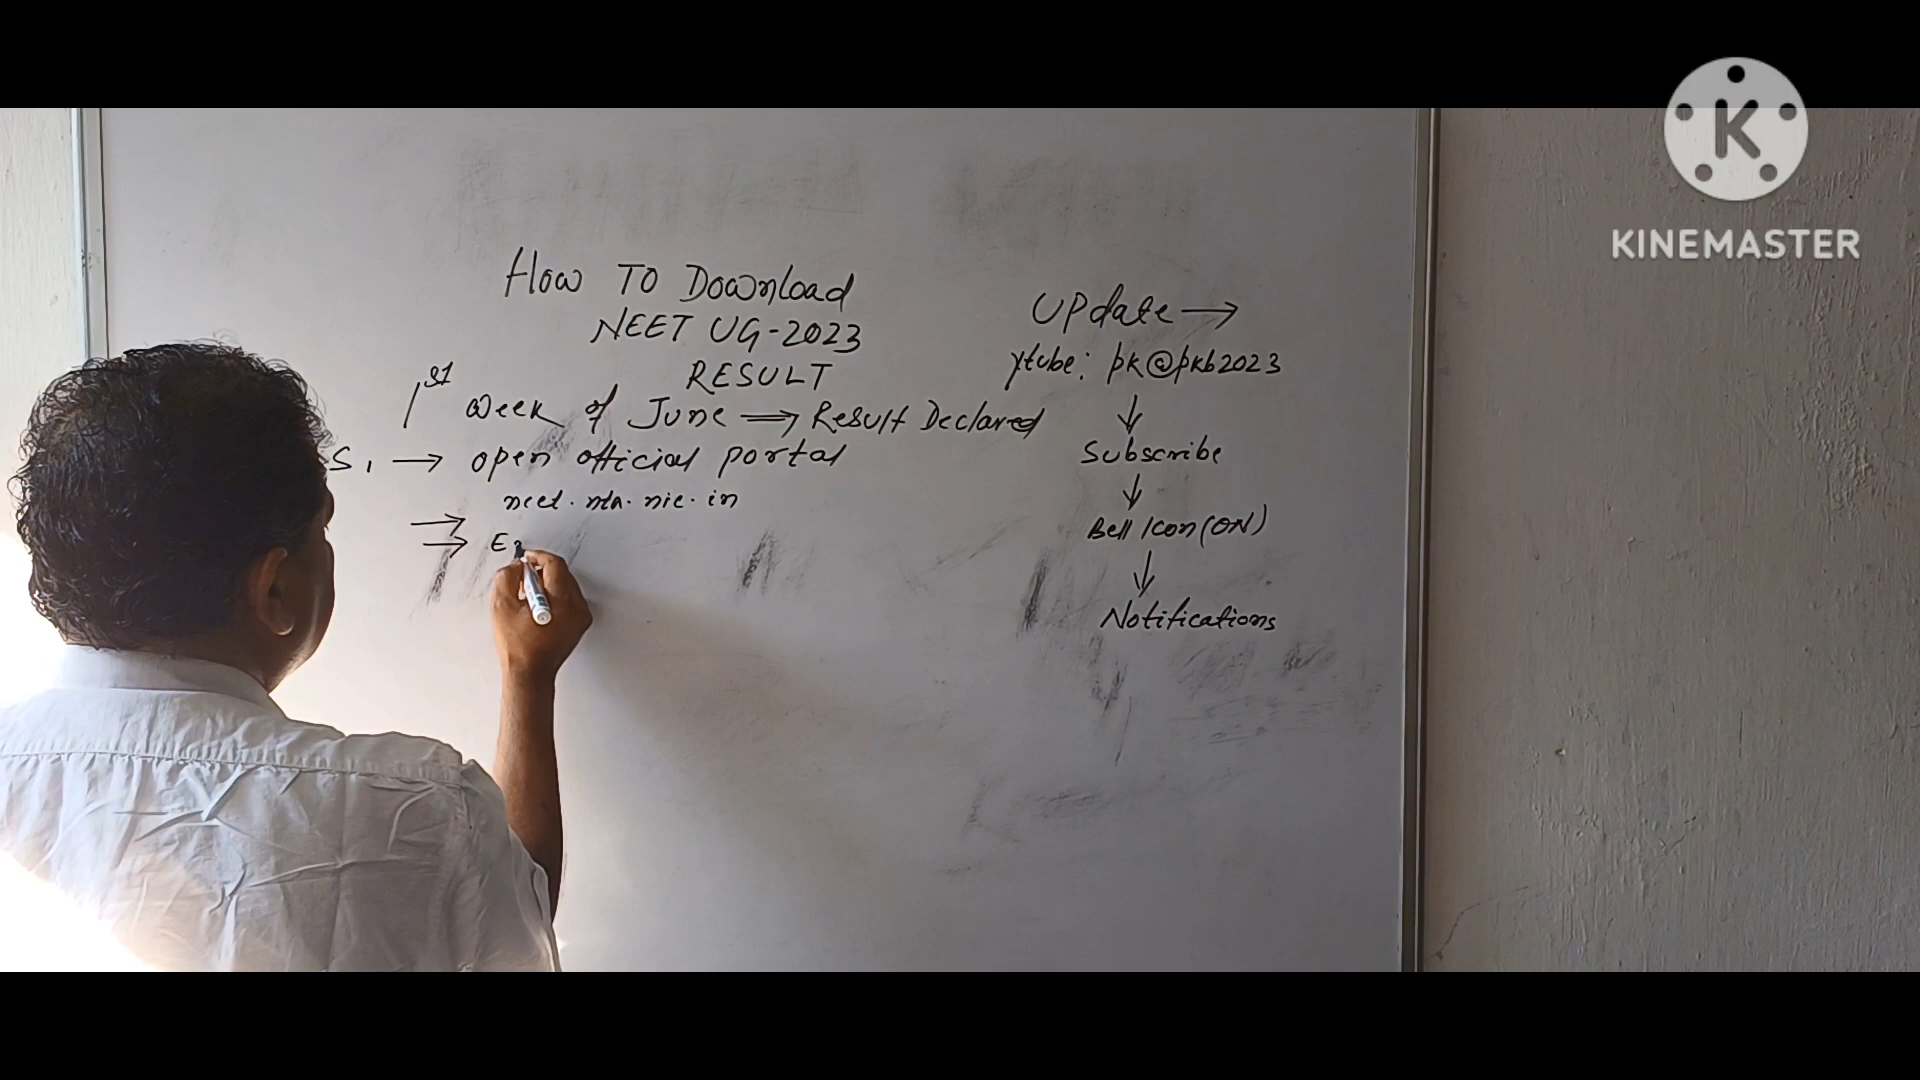 How To Download
NEET UG-2023
RESULT
1st week of June ⟹ Result Declared
S1 → open official portal
neet.nta.nic.in
→
→
Update →
ytube: pk@pkb2023
↓
Subscribe
↓
Bell Icon (ON)
↓
Notifications
K
KINEMASTER